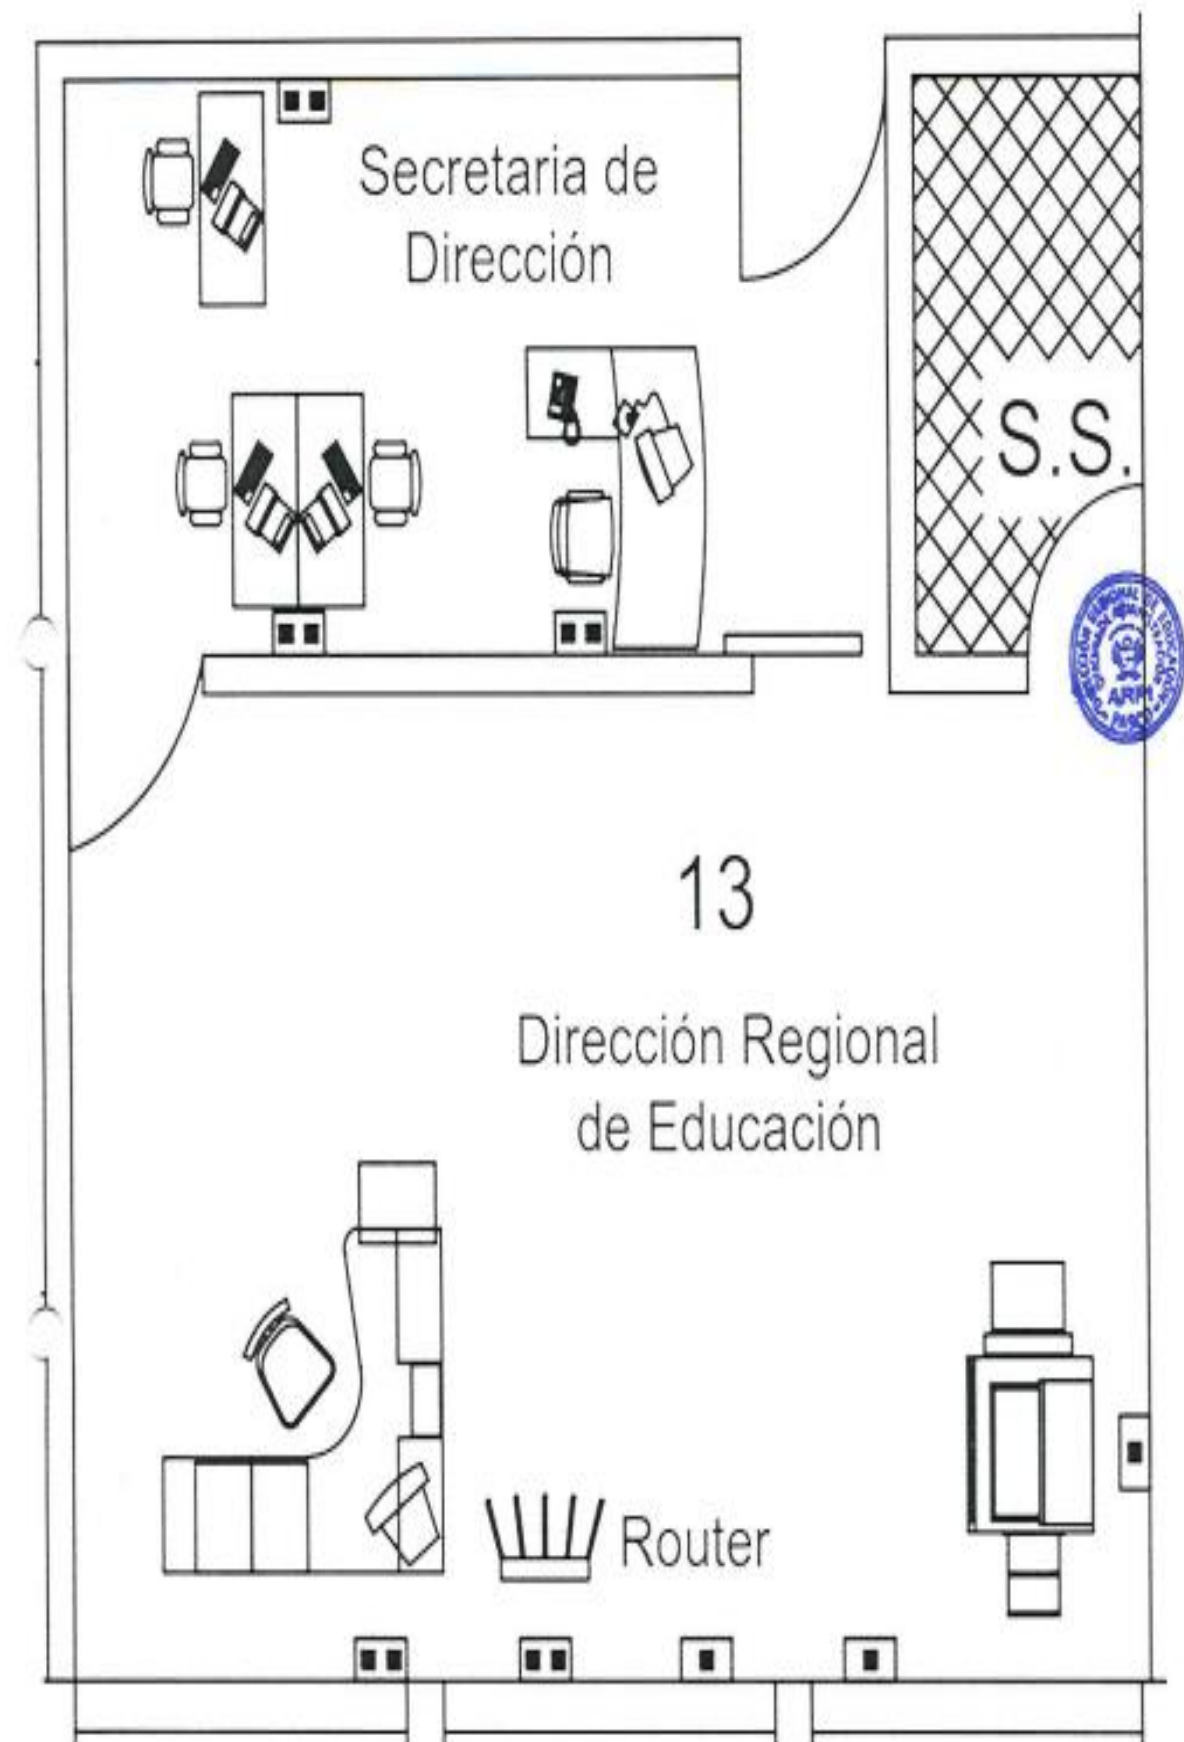 Secretaria de
Dirección
S.S.
13
Dirección Regional
de Educación
Router